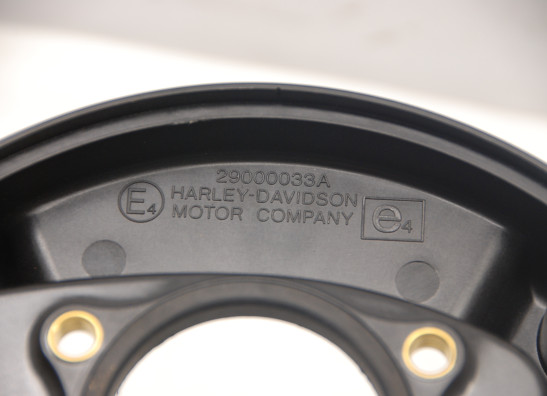 29000033A
E4 HARLEY-DAVIDSON
MOTOR COMPANY e4